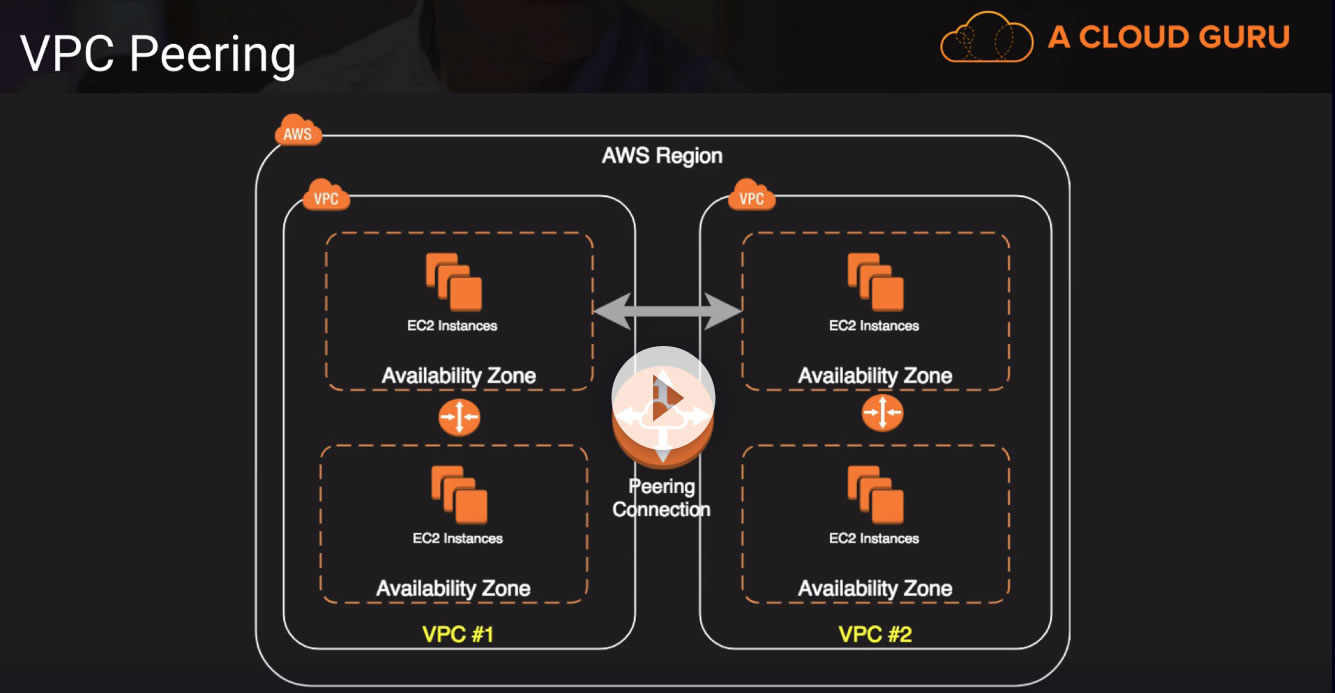 VPC Peering
A CLOUD GURU
AWS
AWS Region
VPC
VPC
EC2 Instances
Availability Zone
EC2 Instances
Availability Zone
Peering
Connection
EC2 Instances
Availability Zone
EC2 Instances
Availability Zone
VPC #1
VPC #2